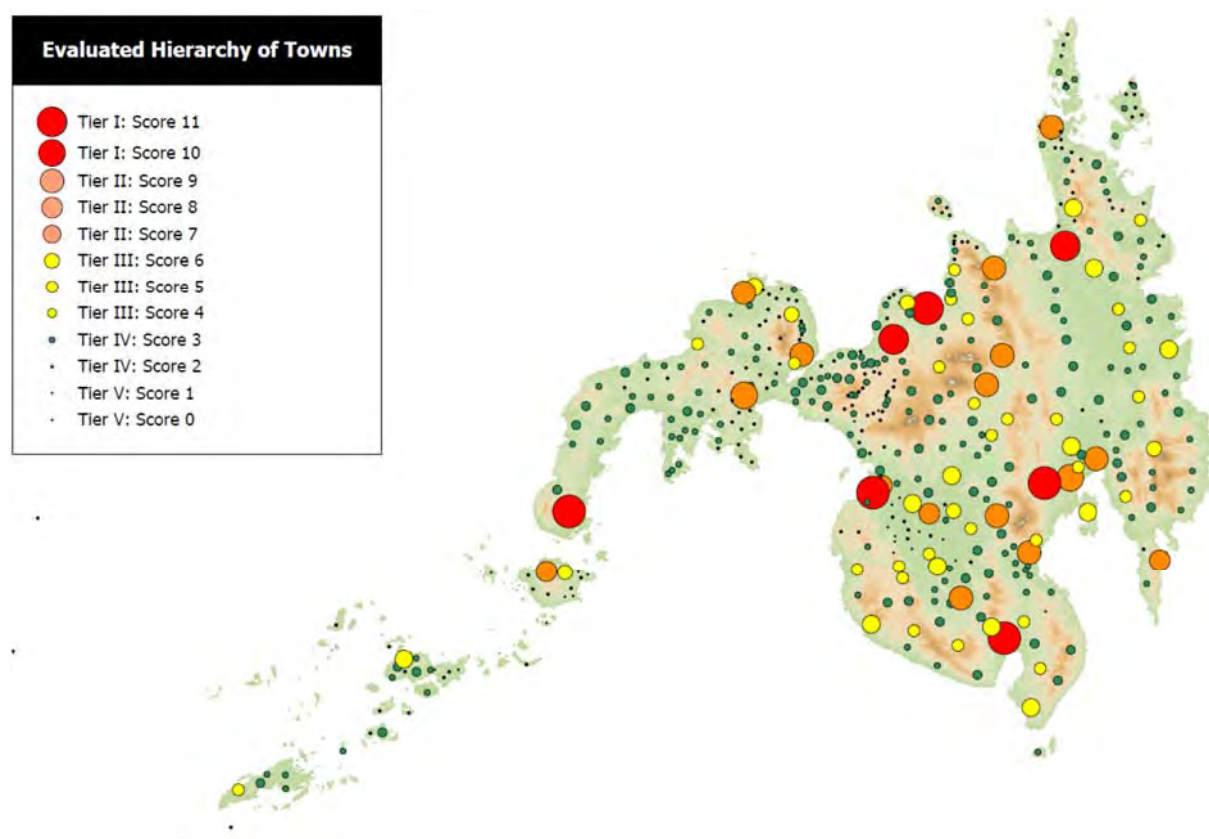 Evaluated Hierarchy of Towns
Tier I: Score 11
Tier I: Score 10
Tier II: Score 9
Tier II: Score 8
Tier II: Score 7
Tier III: Score 6
Tier III: Score 5
Tier III: Score 4
Tier IV: Score 3
Tier IV: Score 2
Tier V: Score 1
Tier V: Score 0